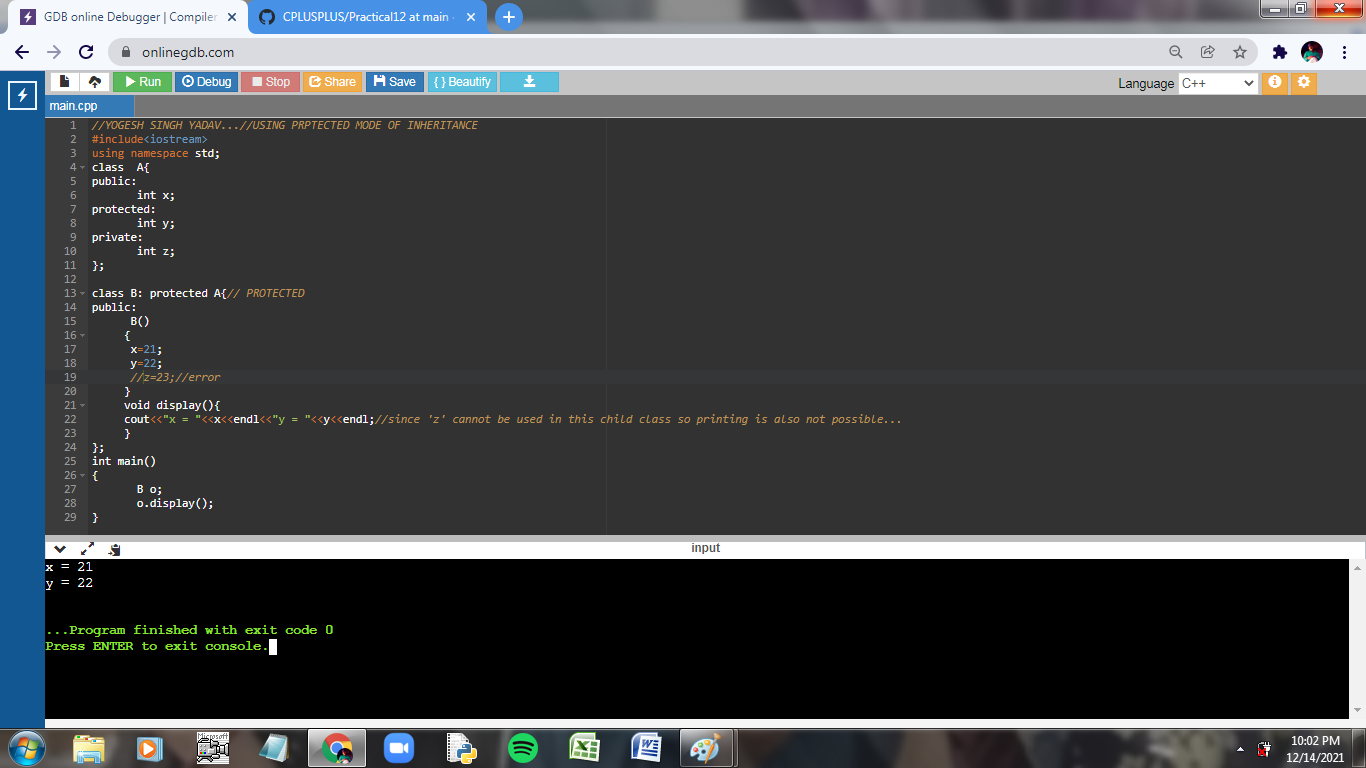 GDB online Debugger | Compiler
CPLUSPLUS/Practical12 at main
onlinegdb.com
Run Debug Stop Share Save { } Beautify
Language C++
main.cpp
1 //YOGESH SINGH YADAV...//USING PRPTECTED MODE OF INHERITANCE
2 #include<iostream>
3 using namespace std;
4 class  A{
5 public:
6 int x;
7 protected:
8 int y;
9 private:
10 int z;
11 };
12
13 class B: protected A{// PROTECTED
14 public:
15 B()
16 {
17 x=21;
18 y=22;
19 //z=23;//error
20 }
21 void display(){
22 cout<<"x = "<<x<<endl<<"y = "<<y<<endl;//since 'z' cannot be used in this child class so printing is also not possible...
23 }
24 };
25 int main()
26 {
27 B o;
28 o.display();
29 }
input
x = 21
y = 22
...Program finished with exit code 0
Press ENTER to exit console.
Microsoft
10:02 PM
12/14/2021